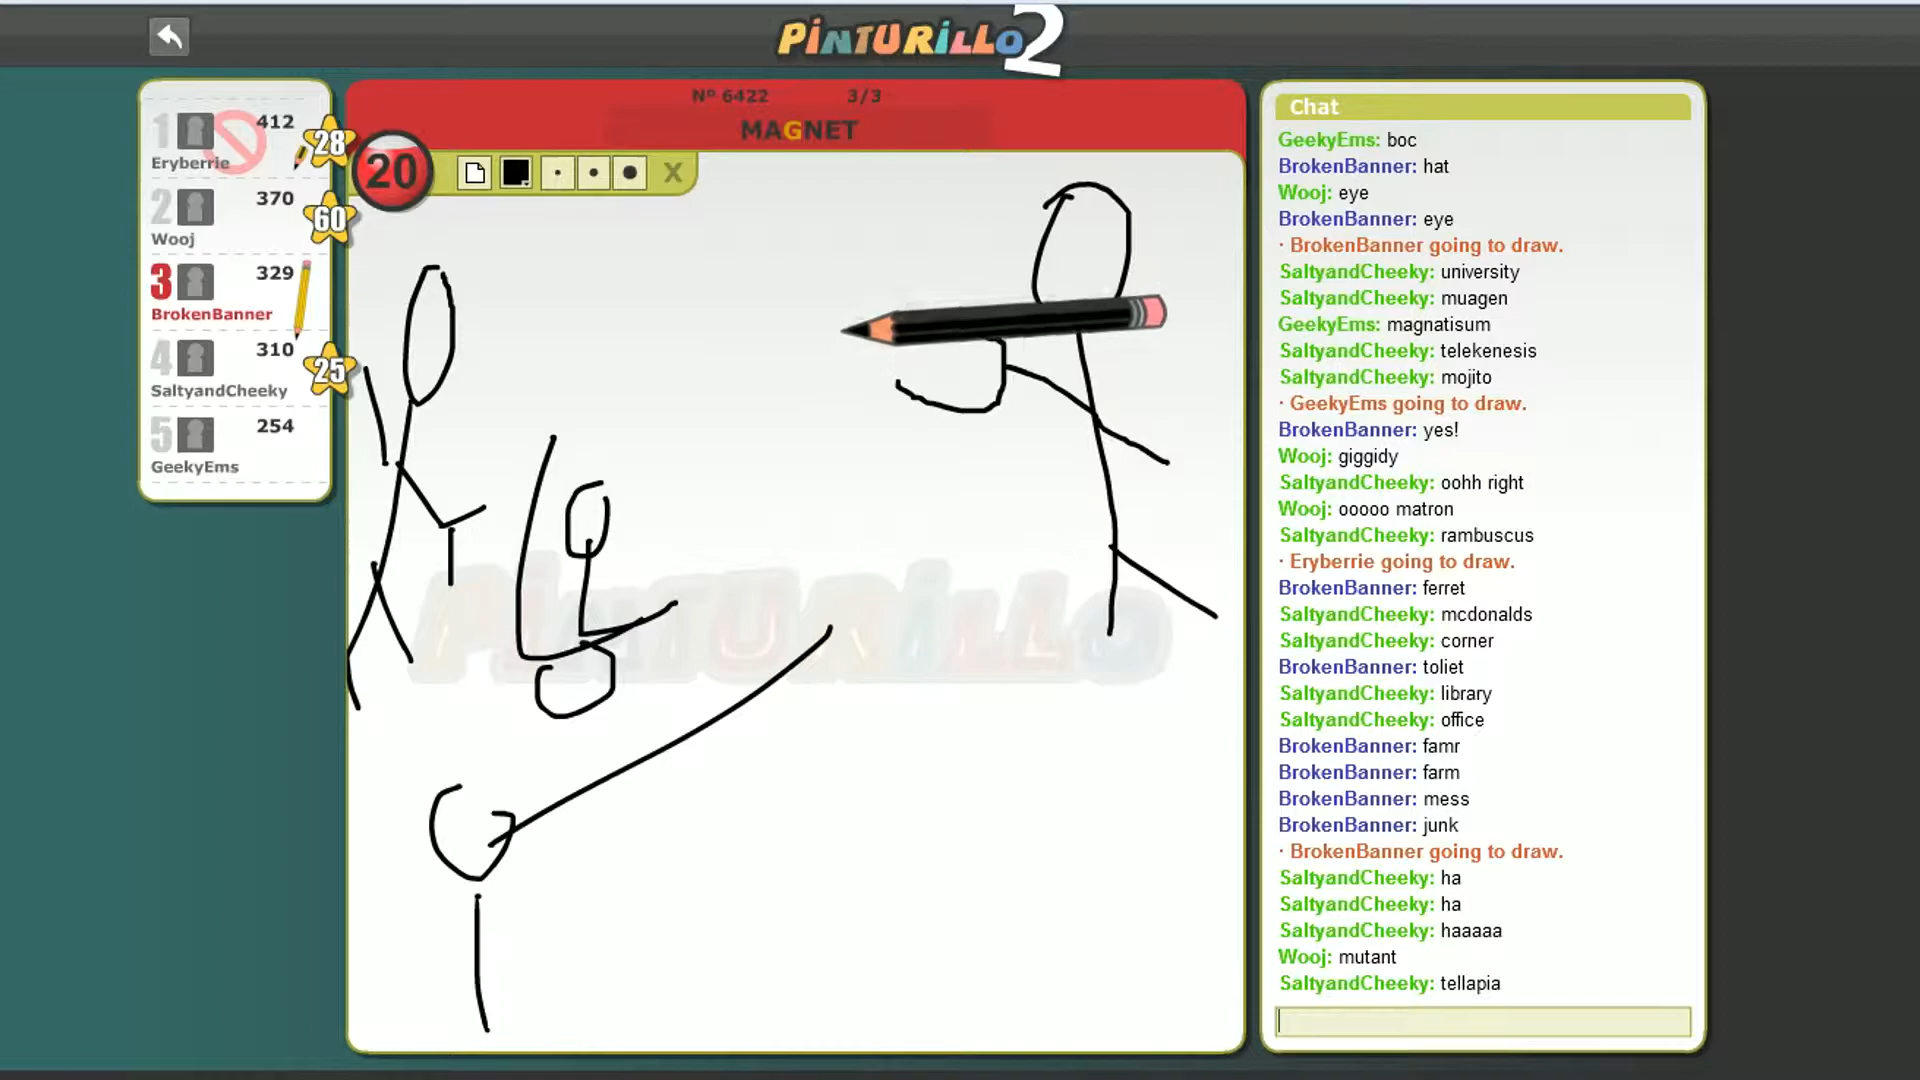 PINTURILLO 2
Nº 6422 3/3
MAGNET
1 412 28
Eryberrie
2 370 60
Wooj
3 329
BrokenBanner
4 310 25
SaltyandCheeky
5 254
GeekyEms
20
X
PINTURILLO
Chat
GeekyEms: boc
BrokenBanner: hat
Wooj: eye
BrokenBanner: eye
· BrokenBanner going to draw.
SaltyandCheeky: university
SaltyandCheeky: muagen
GeekyEms: magnatisum
SaltyandCheeky: telekenesis
SaltyandCheeky: mojito
· GeekyEms going to draw.
BrokenBanner: yes!
Wooj: giggidy
SaltyandCheeky: oohh right
Wooj: ooooo matron
SaltyandCheeky: rambuscus
· Eryberrie going to draw.
BrokenBanner: ferret
SaltyandCheeky: mcdonalds
SaltyandCheeky: corner
BrokenBanner: toliet
SaltyandCheeky: library
SaltyandCheeky: office
BrokenBanner: famr
BrokenBanner: farm
BrokenBanner: mess
BrokenBanner: junk
· BrokenBanner going to draw.
SaltyandCheeky: ha
SaltyandCheeky: ha
SaltyandCheeky: haaaaa
Wooj: mutant
SaltyandCheeky: tellapia